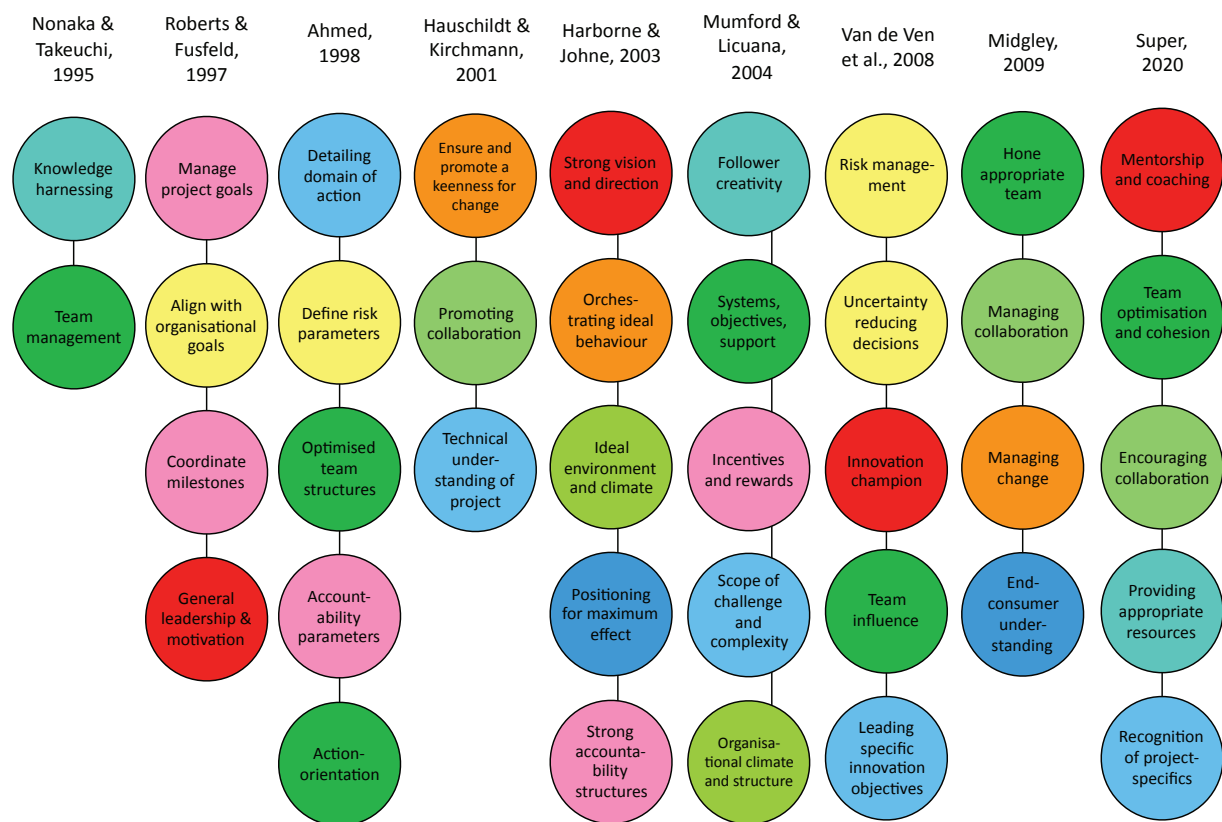 Nonaka &
Takeuchi,
1995
Roberts &
Fusfeld,
1997
Ahmed,
1998
Hauschildt &
Kirchmann,
2001
Harborne &
Johne, 2003
Mumford &
Licuana,
2004
Van de Ven
et al., 2008
Midgley,
2009
Super,
2020
Knowledge
harnessing
Team
management
Manage
project goals
Align with
organisational
goals
Coordinate
milestones
General
leadership &
motivation
Detailing
domain of
action
Define risk
parameters
Optimised
team
structures
Account-
ability
parameters
Action-
orientation
Ensure and
promote a
keenness for
change
Promoting
collaboration
Technical
under-
standing of
project
Strong vision
and direction
Orches-
trating ideal
behaviour
Ideal
environment
and climate
Positioning
for maximum
effect
Strong
accounta-
bility
structures
Follower
creativity
Systems,
objectives,
support
Incentives
and rewards
Scope of
challenge
and
complexity
Organis-
ational climate
and structure
Risk manage-
ment
Uncertainty
reducing
decisions
Innovation
champion
Team
influence
Leading
specific
innovation
objectives
Hone
appropriate
team
Managing
collaboration
Managing
change
End-
consumer
under-
standing
Mentorship
and coaching
Team
optimisation
and cohesion
Encouraging
collaboration
Providing
appropriate
resources
Recognition
of project-
specifics